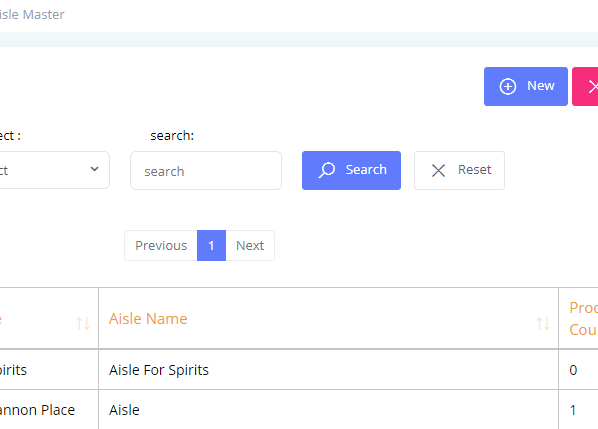 isle Master
New
ect :
search:
ct
search
Search
Reset
Previous 1 Next
e
Aisle Name
Proc
Cou
pirits
Aisle For Spirits
0
annon Place
Aisle
1